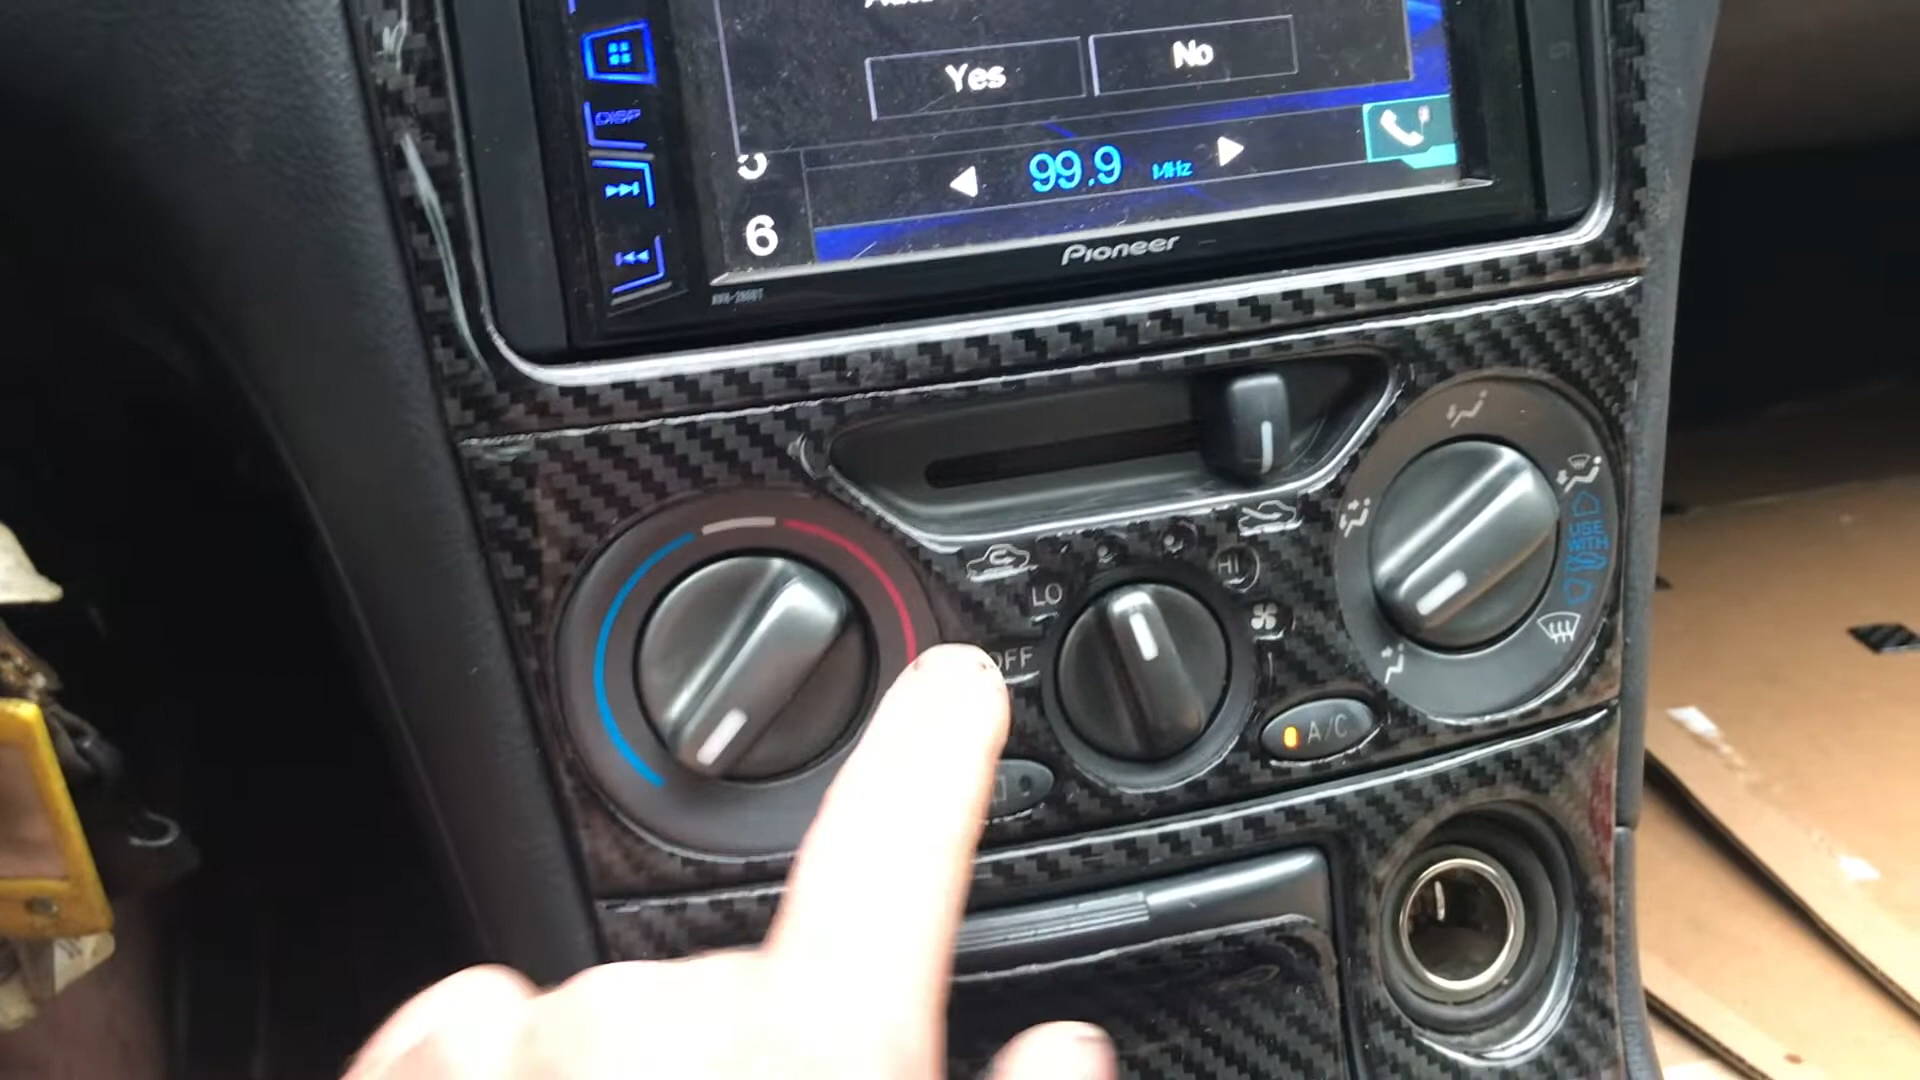 Yes
No
DISP
99.9 MHz
6
Pioneer
LO
HI
OFF
USE
WITH
A/C